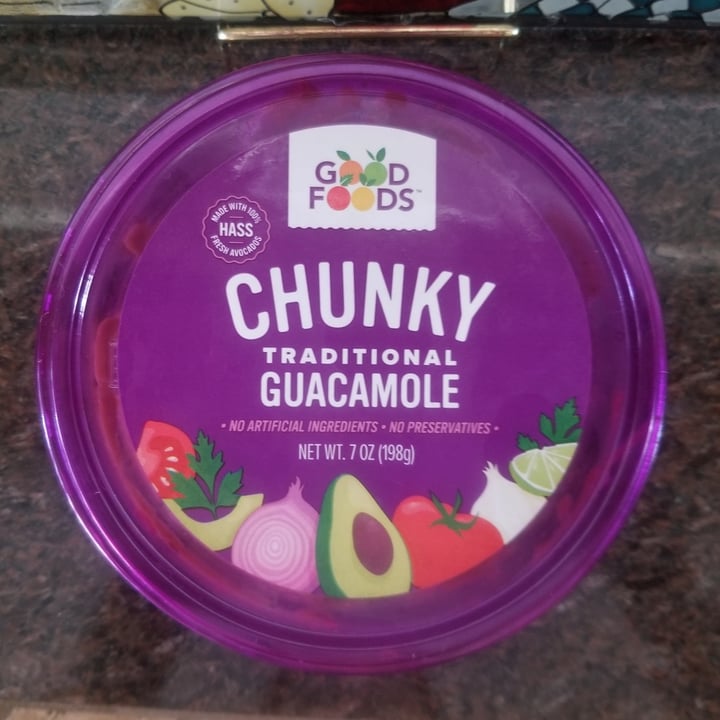 GOOD
FOODS™
MADE WITH 100%
HASS
FRESH AVOCADOS
CHUNKY
TRADITIONAL
GUACAMOLE
• NO ARTIFICIAL INGREDIENTS • NO PRESERVATIVES •
NET WT. 7 OZ (198g)